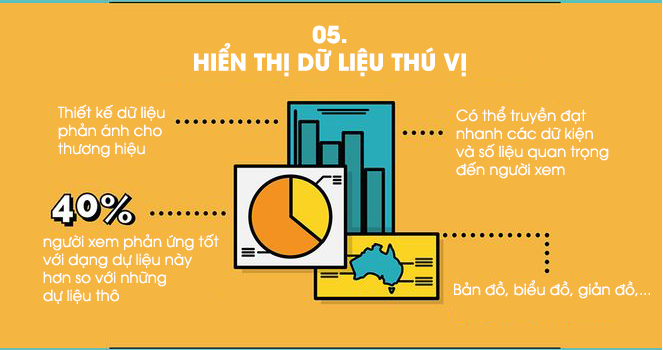 05.
HIỂN THỊ DỮ LIỆU THÚ VỊ
Thiết kế dữ liệu
phản ánh cho
thương hiệu
Có thể truyền đạt
nhanh các dữ kiện
và số liệu quan trọng
đến người xem
40%
người xem phản ứng tốt
với dạng dự liệu này
hơn so với những
dự liệu thô
Bản đồ, biểu đồ, giản đồ,...